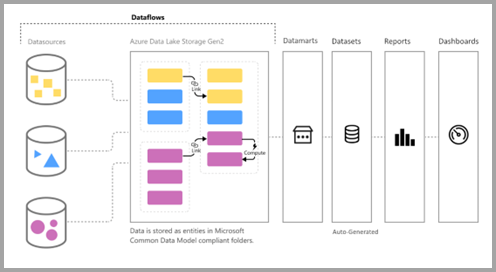 Dataflows
Datasources
Azure Data Lake Storage Gen2
Datamarts
Datasets
Reports
Dashboards
Link
Link
Compute
Data is stored as entities in Microsoft
Common Data Model compliant folders.
Auto-Generated